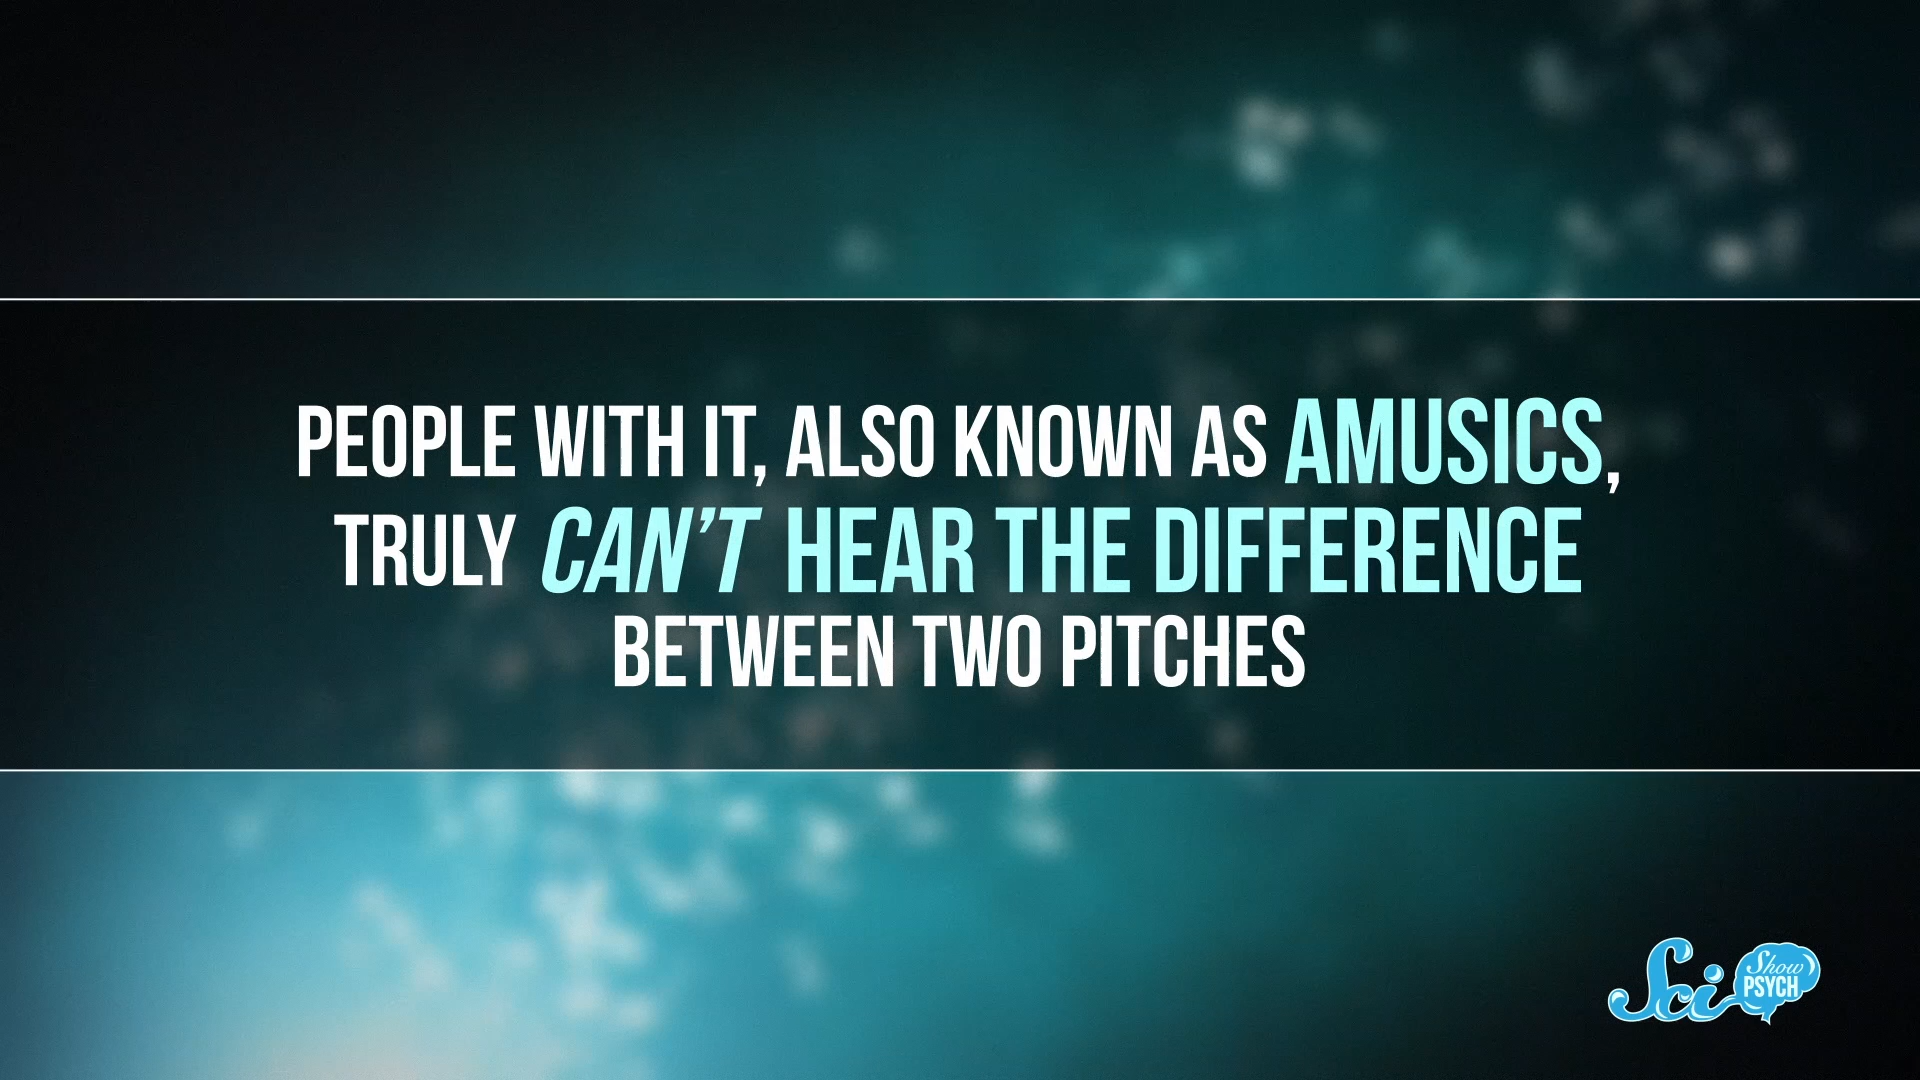 PEOPLE WITH IT, ALSO KNOWN AS AMUSICS,
TRULY CAN'T HEAR THE DIFFERENCE
BETWEEN TWO PITCHES
Sci Show
PSYCH